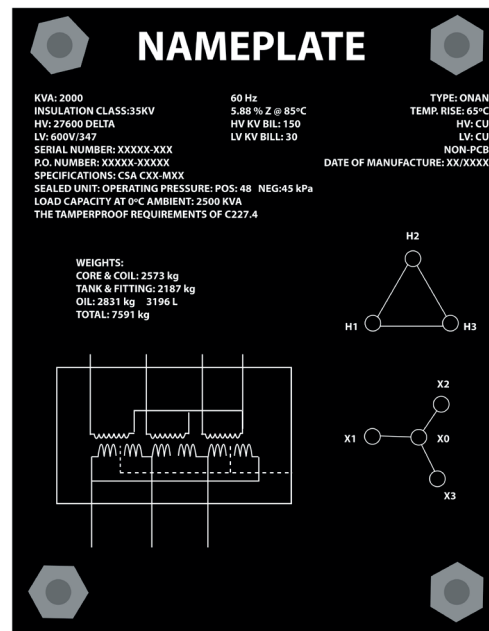 NAMEPLATE
KVA: 2000 60 Hz TYPE: ONAN
INSULATION CLASS:35KV 5.88 % Z @ 85ºC TEMP. RISE: 65ºC
HV: 27600 DELTA HV KV BIL: 150 HV: CU
LV: 600V/347 LV KV BILL: 30 LV: CU
SERIAL NUMBER: XXXXX-XXX NON-PCB
P.O. NUMBER: XXXXX-XXXXX DATE OF MANUFACTURE: XX/XXXX
SPECIFICATIONS: CSA CXX-MXX
SEALED UNIT: OPERATING PRESSURE: POS: 48 NEG:45 kPa
LOAD CAPACITY AT 0ºC AMBIENT: 2500 KVA
THE TAMPERPROOF REQUIREMENTS OF C227.4
WEIGHTS:
CORE & COIL: 2573 kg
TANK & FITTING: 2187 kg
OIL: 2831 kg 3196 L
TOTAL: 7591 kg
H2
H1 H3
X2
X1 X0
X3